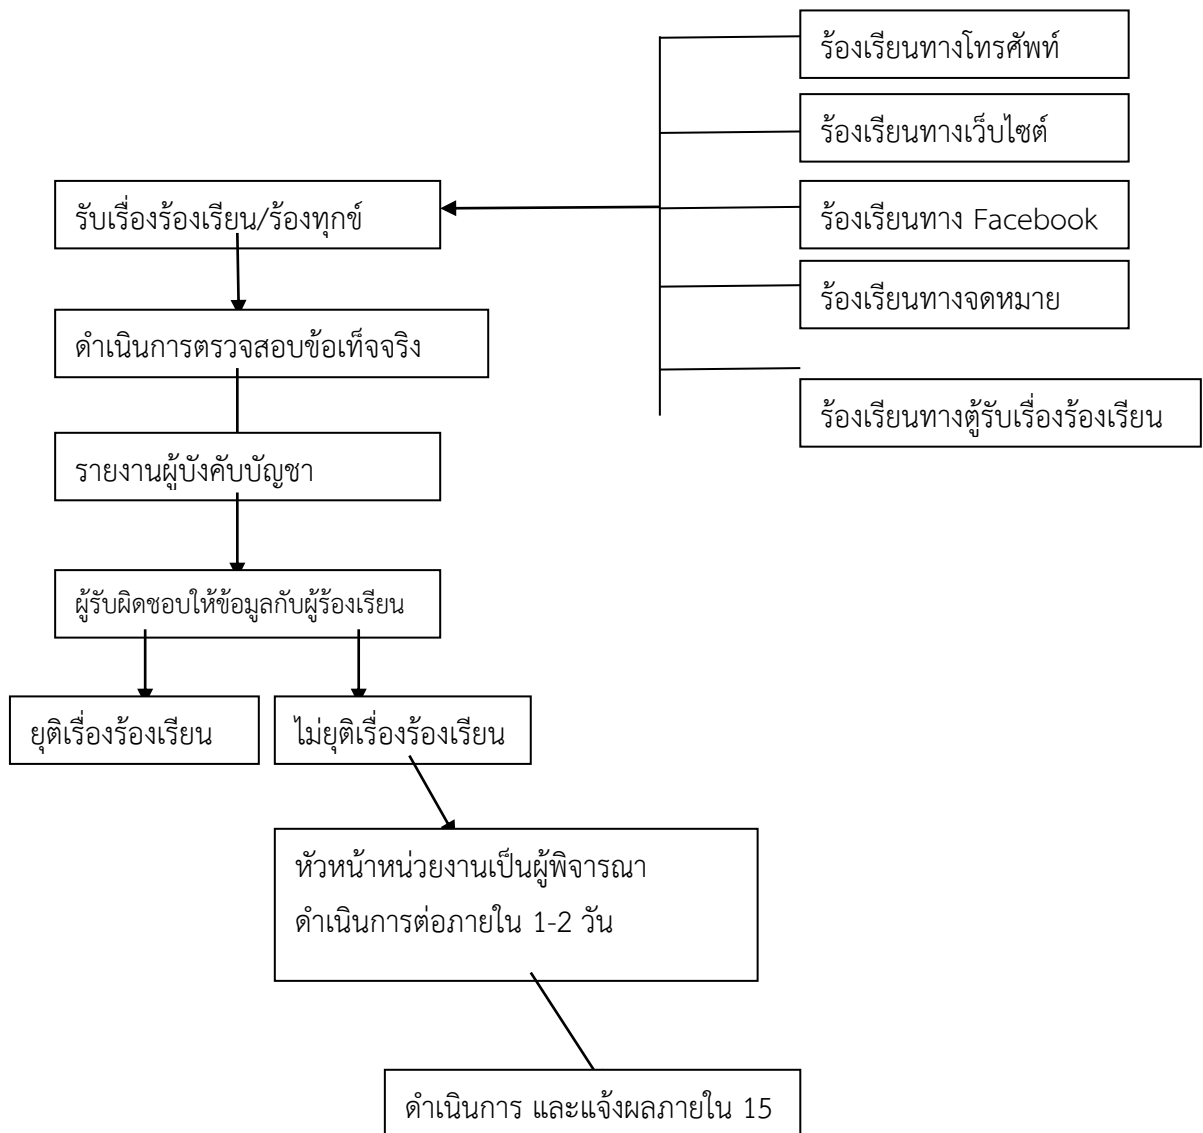 ร้องเรียนทางโทรศัพท์
ร้องเรียนทางเว็บไซต์
ร้องเรียนทาง Facebook
ร้องเรียนทางจดหมาย
ร้องเรียนทางตู้รับเรื่องร้องเรียน
รับเรื่องร้องเรียน/ร้องทุกข์
ดำเนินการตรวจสอบข้อเท็จจริง
รายงานผู้บังคับบัญชา
ผู้รับผิดชอบให้ข้อมูลกับผู้ร้องเรียน
ยุติเรื่องร้องเรียน
ไม่ยุติเรื่องร้องเรียน
หัวหน้าหน่วยงานเป็นผู้พิจารณา
ดำเนินการต่อภายใน 1-2 วัน
ดำเนินการ และแจ้งผลภายใน 15